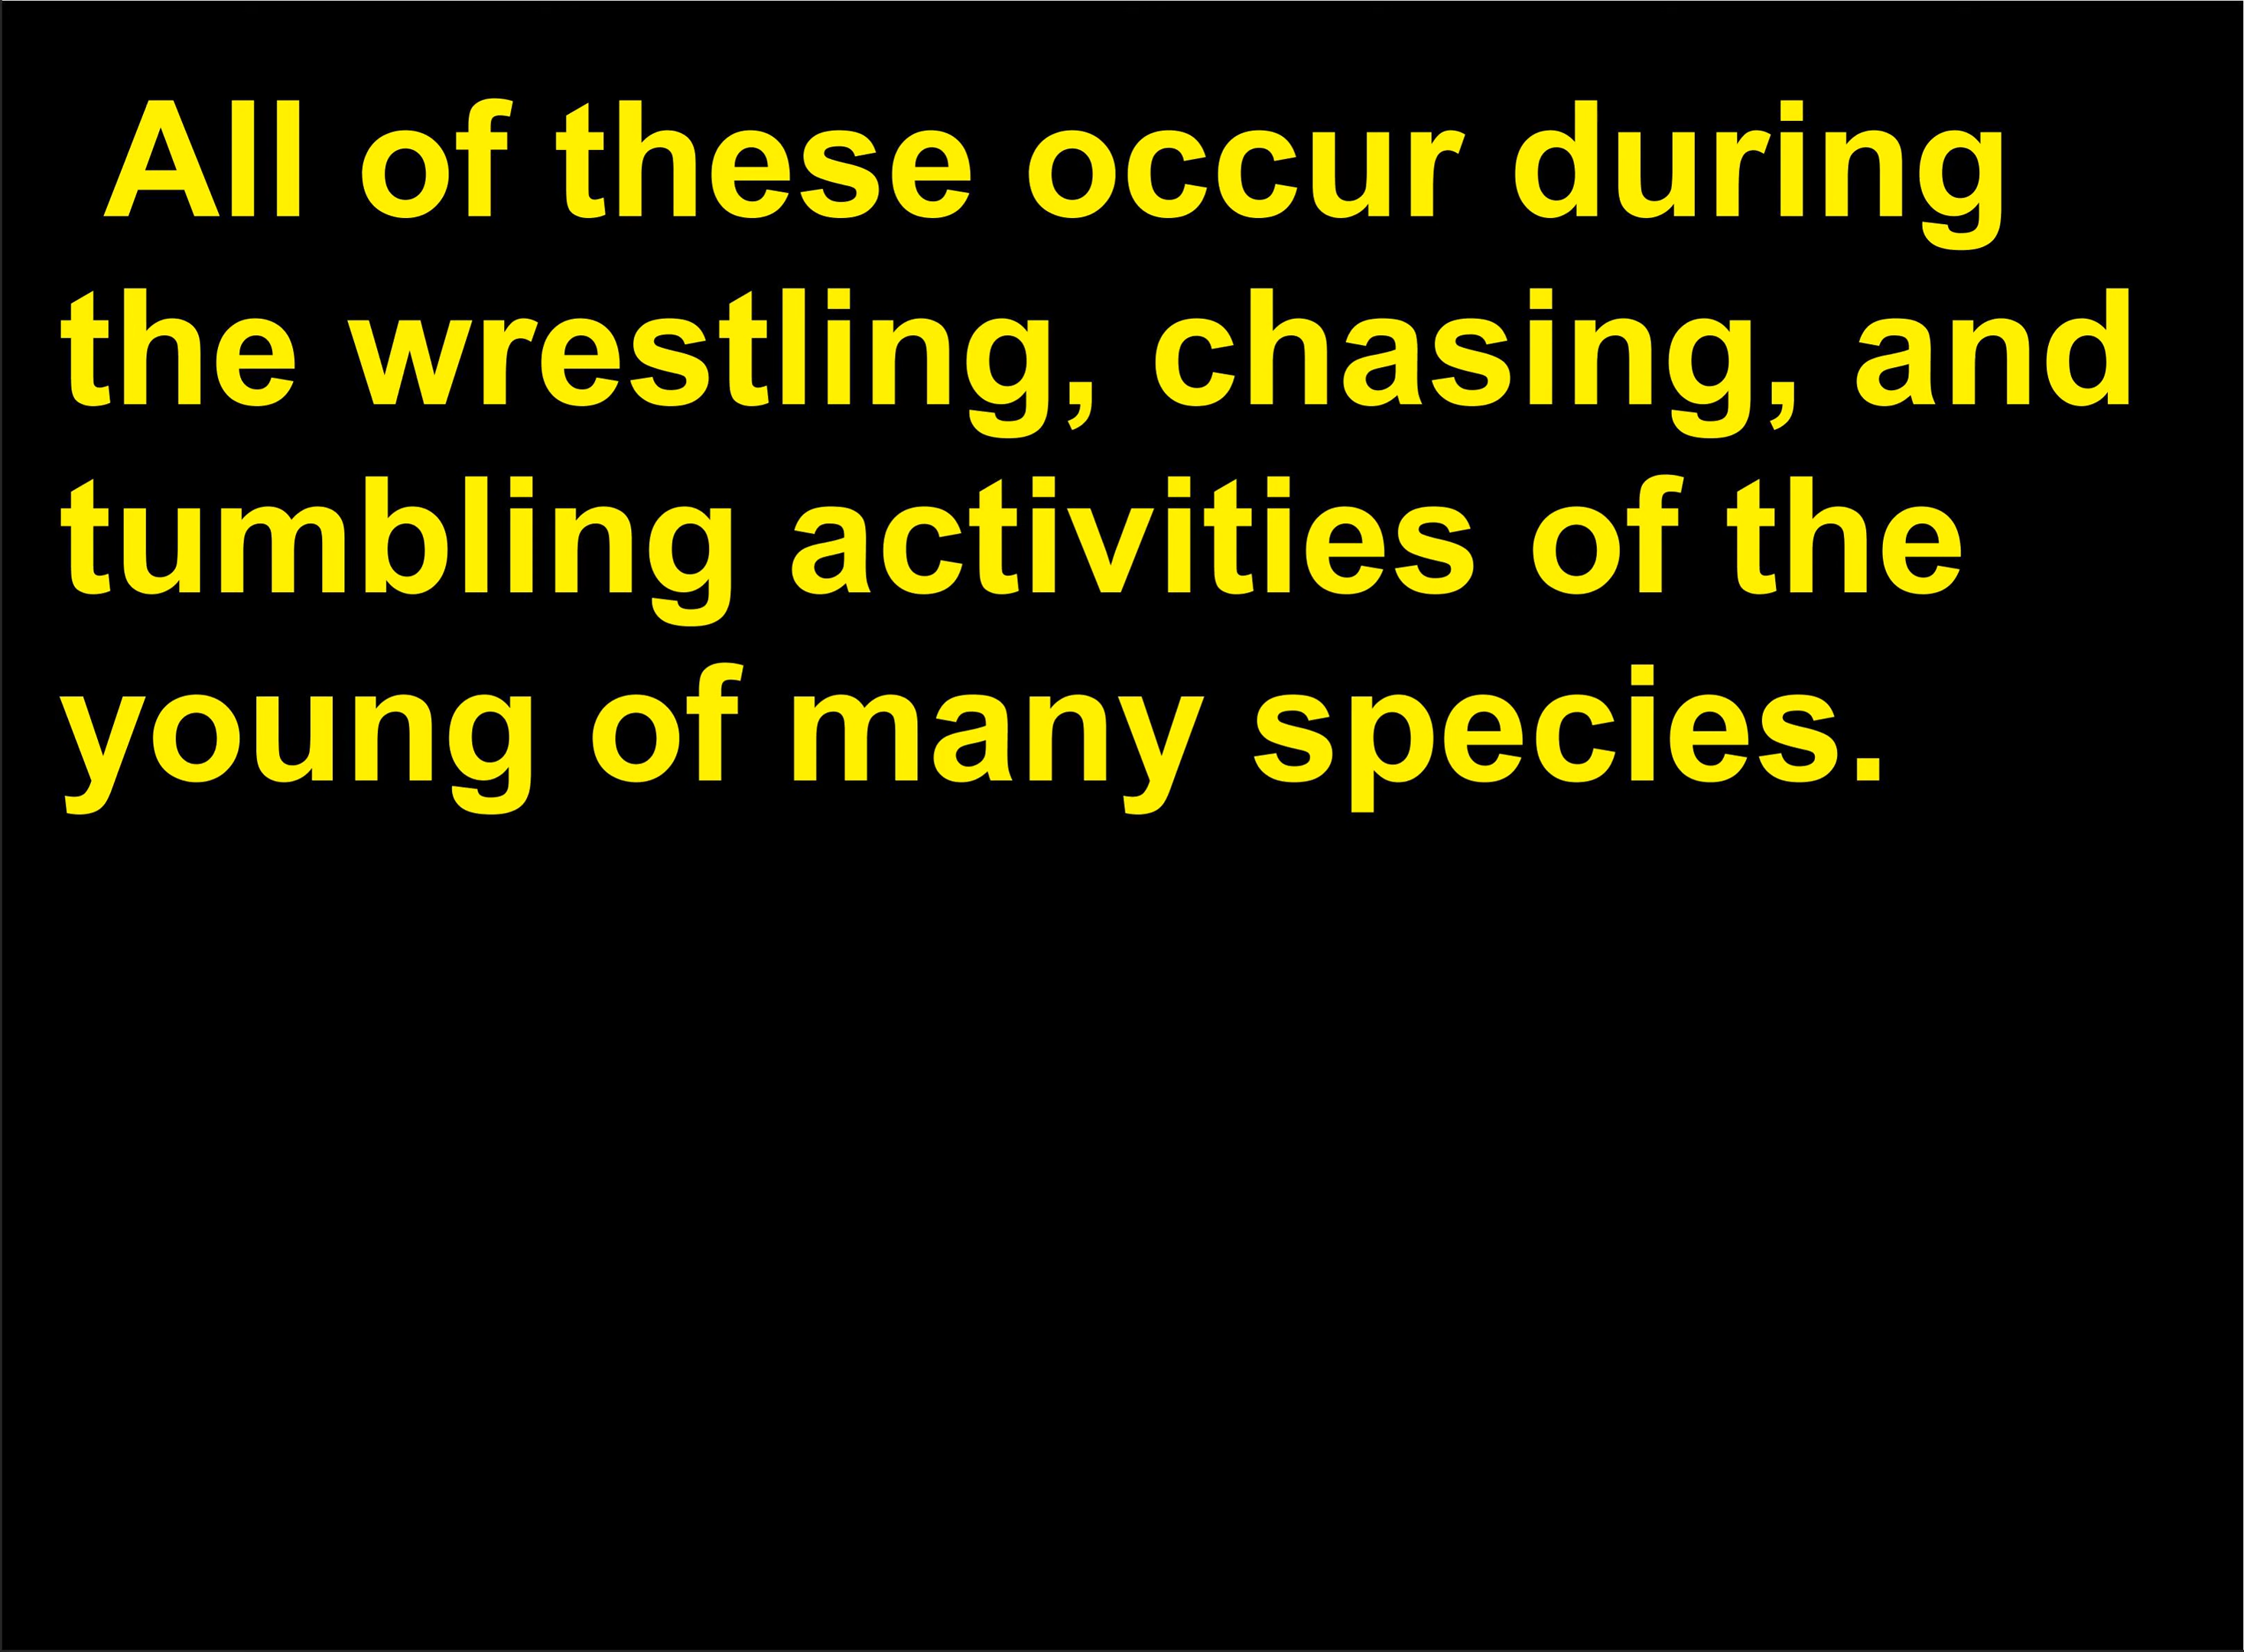 All of these occur during
the wrestling, chasing, and
tumbling activities of the
young of many species.